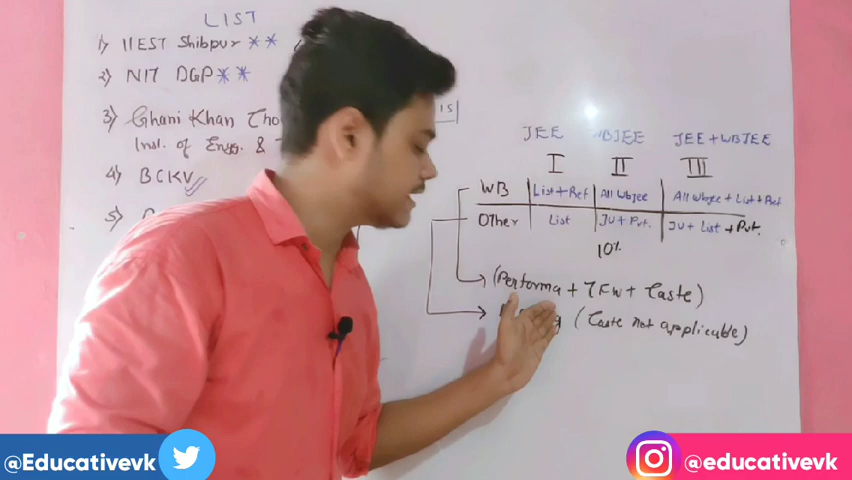 LIST
1) IIEST Shibpur **
2) NIT DGP **
3) Ghani Khan Cho
Inst. of Engg. &
4) BCKV
5)
IS
JEE WBJEE JEE + WBJEE
I II III
WB List + Ref All Wbjee All Wbjee + List + Ref
Other List JU + Pvt. JU + List + Pvt.
10%
(Performa + TFW + Caste)
(Caste not applicable)
@Educativevk
@educativevk